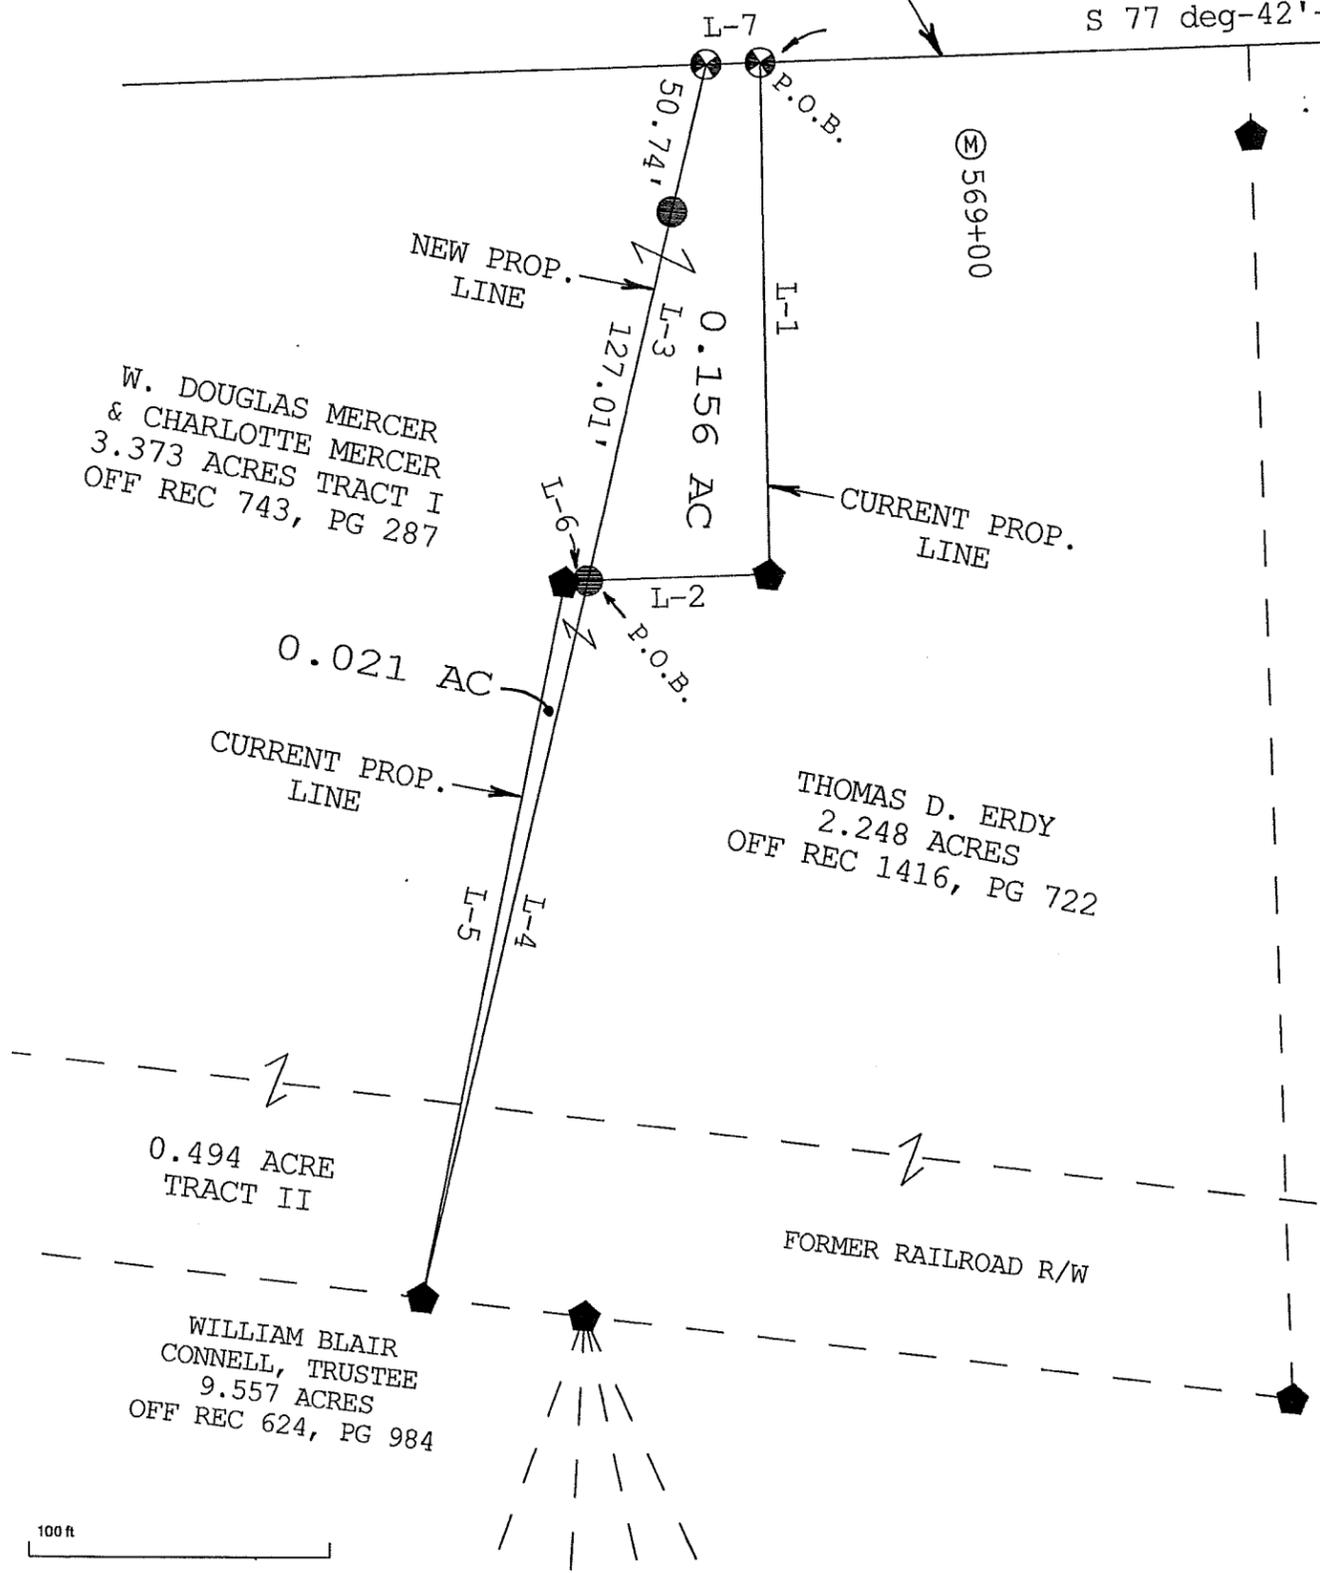 L-7
S 77 deg-42'-
50.74'
P.O.B.
M 569+00
NEW PROP.
LINE
L-3
127.01'
0.156 AC
L-1
W. DOUGLAS MERCER
& CHARLOTTE MERCER
3.373 ACRES TRACT I
OFF REC 743, PG 287
L-6
CURRENT PROP.
LINE
L-2
P.O.B.
0.021 AC
CURRENT PROP.
LINE
THOMAS D. ERDY
2.248 ACRES
OFF REC 1416, PG 722
L-5
L-4
0.494 ACRE
TRACT II
FORMER RAILROAD R/W
WILLIAM BLAIR
CONNELL, TRUSTEE
9.557 ACRES
OFF REC 624, PG 984
100 ft